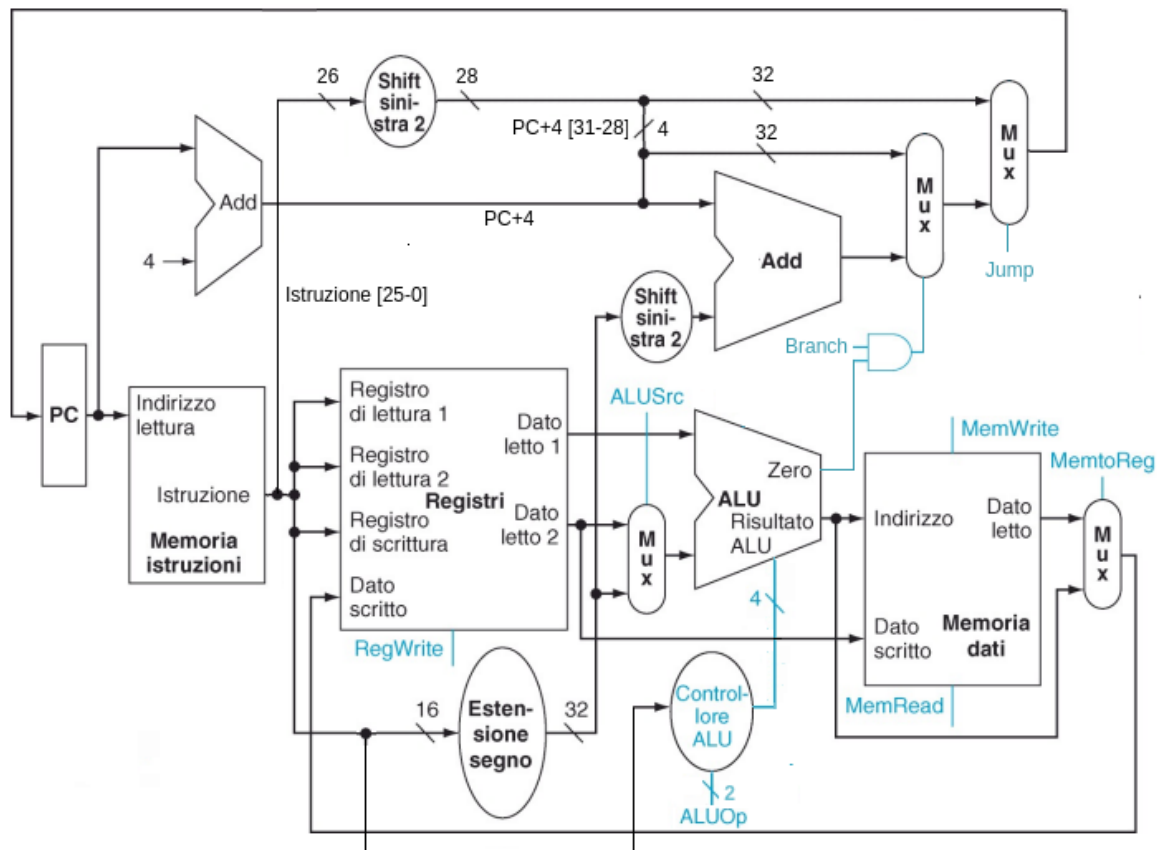 26
Shift
sini-
stra 2
28
32
PC+4 [31-28]
4
32
Mux
Mux
Add
PC+4
4
Add
Jump
Istruzione [25-0]
Shift
sini-
stra 2
Branch
PC
Indirizzo
lettura
Istruzione
Memoria
istruzioni
Registro
di lettura 1
Registro
di lettura 2
Registri
Registro
di scrittura
Dato
scritto
Dato
letto 1
Dato
letto 2
RegWrite
ALUSrc
Mux
Zero
ALU
Risultato
ALU
4
MemWrite
MemtoReg
Indirizzo
Dato
letto
Mux
Dato
scritto
Memoria
dati
MemRead
16
Esten-
sione
segno
32
Control-
lore
ALU
2
ALUOp